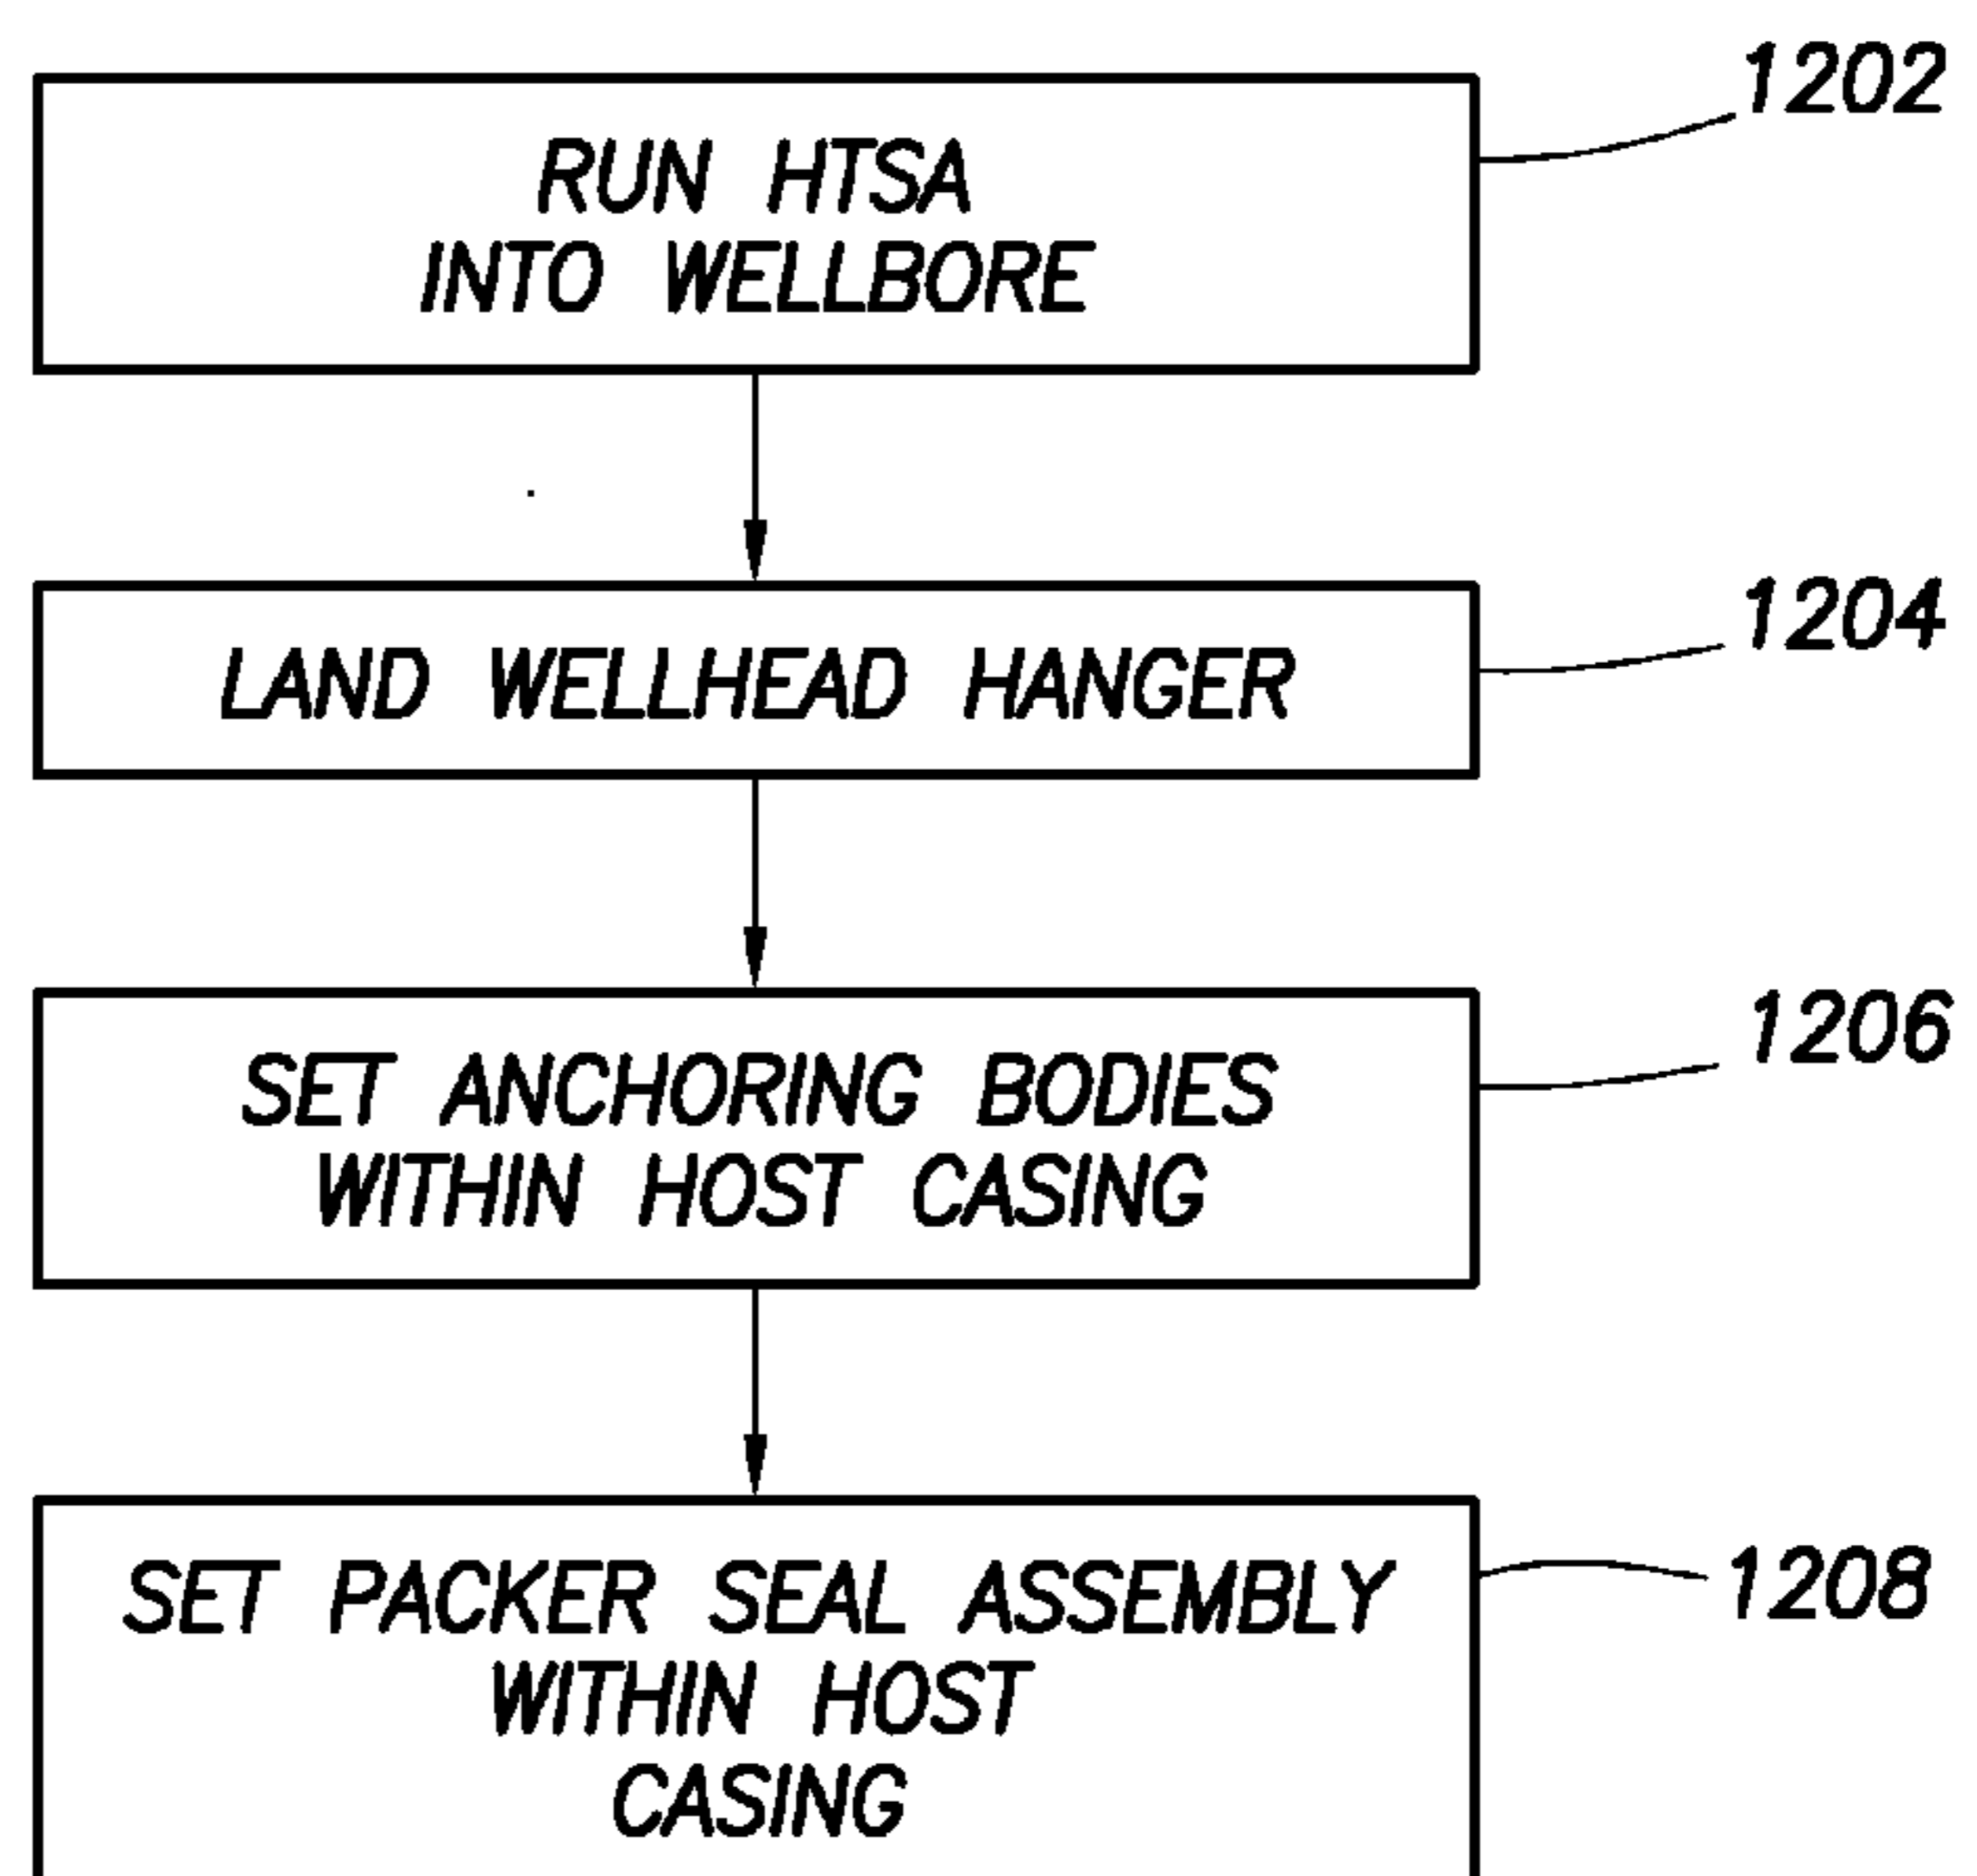 1202
RUN HTSA
INTO WELLBORE
1204
LAND WELLHEAD HANGER
1206
SET ANCHORING BODIES
WITHIN HOST CASING
1208
SET PACKER SEAL ASSEMBLY
WITHIN HOST
CASING